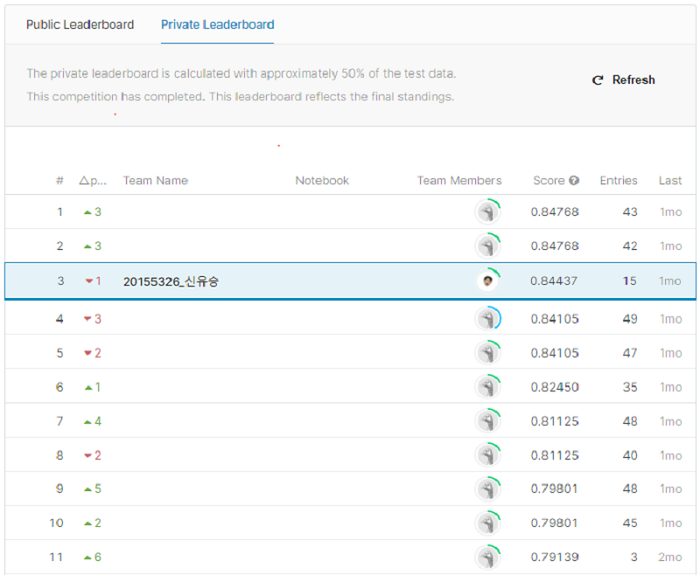 Public Leaderboard Private Leaderboard
The private leaderboard is calculated with approximately 50% of the test data.
This competition has completed. This leaderboard reflects the final standings.
Refresh
# △p... Team Name Notebook Team Members Score Entries Last
1 3 0.84768 43 1mo
2 3 0.84768 42 1mo
3 1 20155326_신유승 0.84437 15 1mo
4 3 0.84105 49 1mo
5 2 0.84105 47 1mo
6 1 0.82450 35 1mo
7 4 0.81125 48 1mo
8 2 0.81125 40 1mo
9 5 0.79801 48 1mo
10 2 0.79801 45 1mo
11 6 0.79139 3 2mo